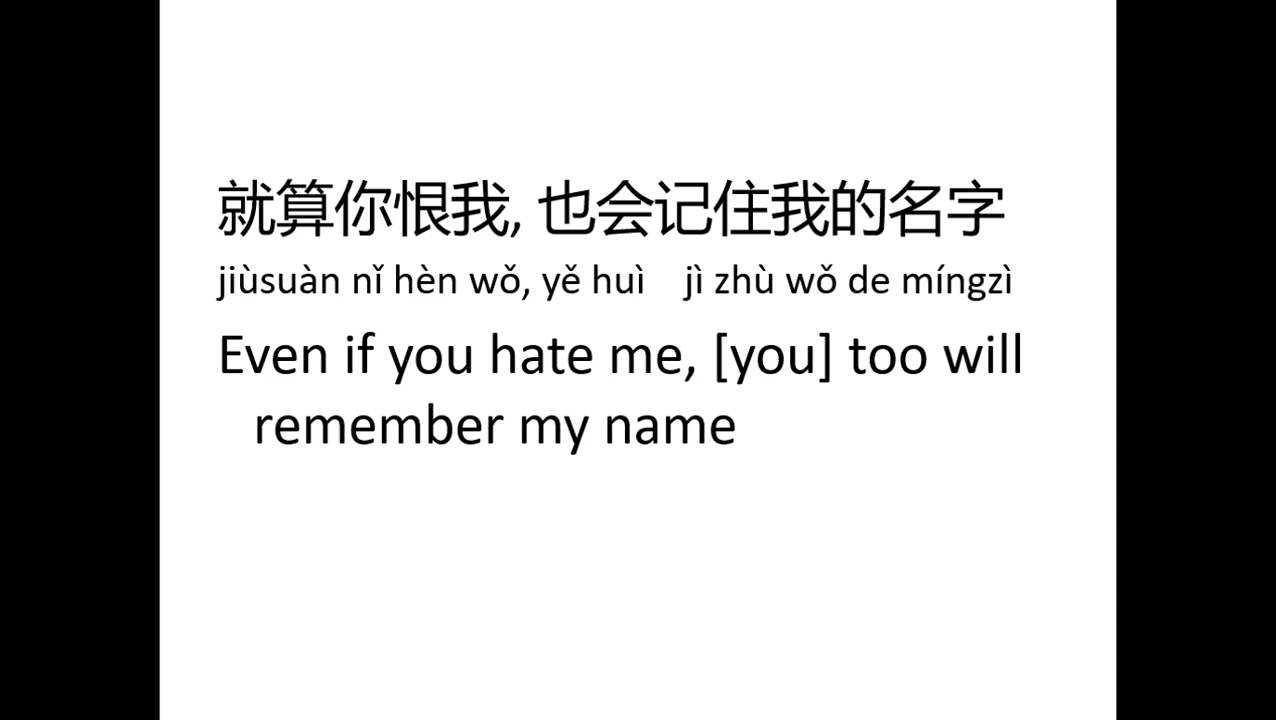 就算你恨我, 也会记住我的名字
jiùsuàn nǐ hèn wǒ, yě huì jì zhù wǒ de míngzì
Even if you hate me, [you] too will
remember my name